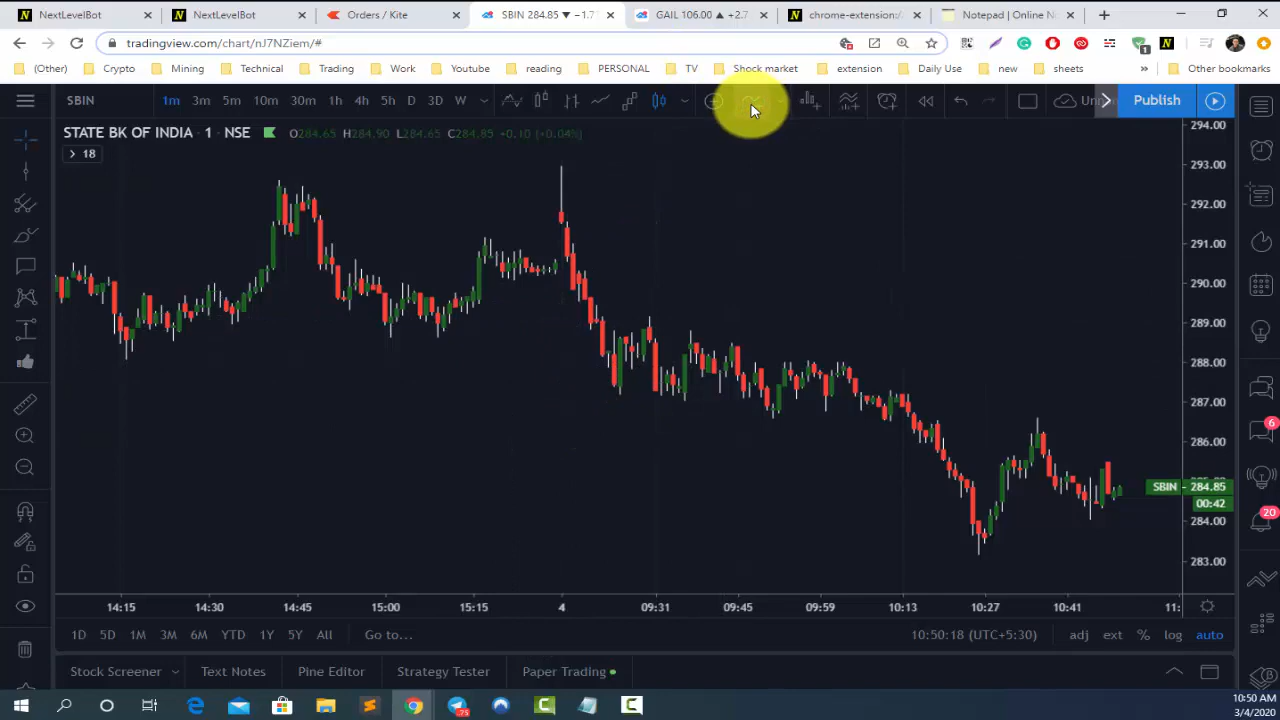 NextLevelBot
NextLevelBot
Orders / Kite
SBIN 284.85 ▼ −1.7
GAIL 106.00 ▲ +2.7
chrome-extension:/
Notepad | Online No
tradingview.com/chart/nJ7NZiem/#
(Other)
Crypto
Mining
Technical
Trading
Work
Youtube
reading
PERSONAL
TV
Shock market
extension
Daily Use
new
sheets
»
Other bookmarks
SBIN
1m 3m 5m 10m 30m 1h 2h 3h 4h 5h D 3D W
Publish
STATE BK OF INDIA · 1 · NSE
O284.65 H284.90 L284.65 C284.85 +0.10 (+0.04%)
18
294.00
293.00
292.00
291.00
290.00
289.00
288.00
287.00
286.00
SBIN 284.85
00:42
284.00
283.00
14:15 14:30 14:45 15:00 15:15 4 09:31 09:45 09:59 10:13 10:27 10:41 11:
1D 5D 1M 3M 6M YTD 1Y 5Y All Go to...
10:50:18 (UTC+5:30) adj ext % log auto
Stock Screener Text Notes Pine Editor Strategy Tester Paper Trading
6
20
75
10:50 AM
3/4/2020